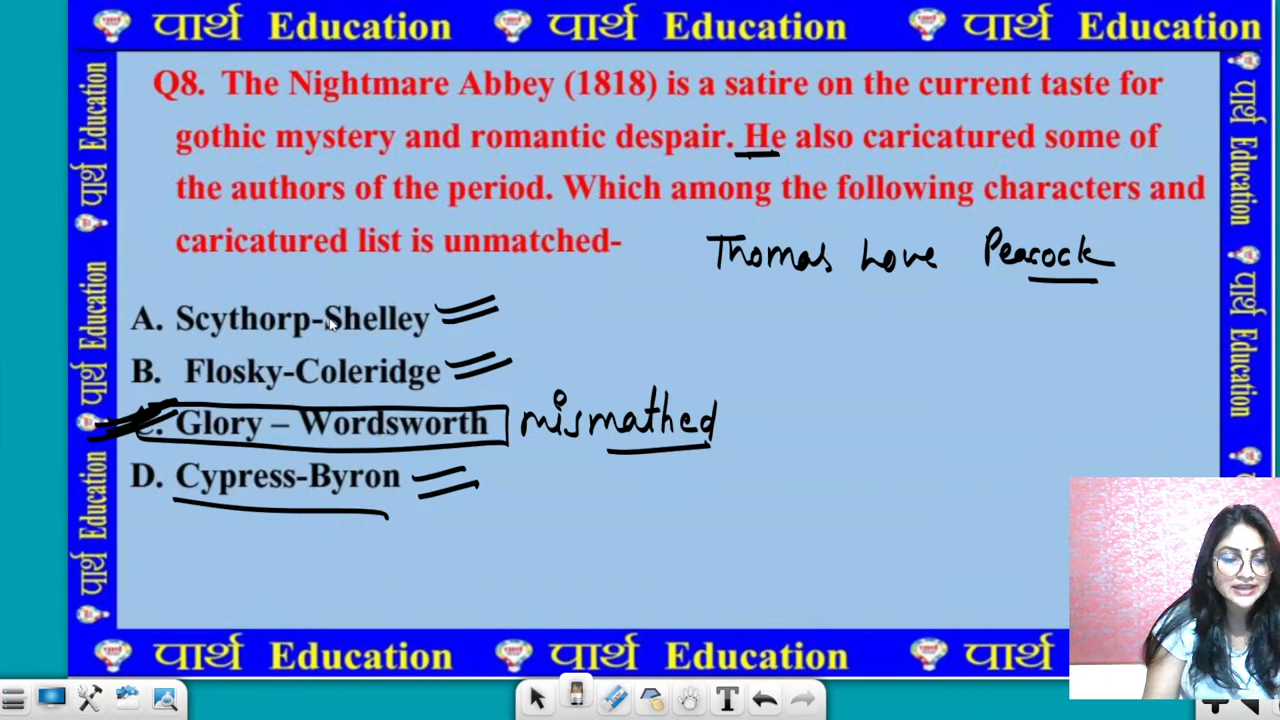 पार्थ Education पार्थ Education पार्थ Education
Q8. The Nightmare Abbey (1818) is a satire on the current taste for
gothic mystery and romantic despair. He also caricatured some of
the authors of the period. Which among the following characters and
caricatured list is unmatched-
Thomas Love Peacock
A. Scythorp-Shelley
B. Flosky-Coleridge
C. Glory – Wordsworth mismathed
D. Cypress-Byron
पार्थ Education
पार्थ Education
पार्थ Education
पार्थ Education
पार्थ Education
पार्थ Education पार्थ Education पार्थ